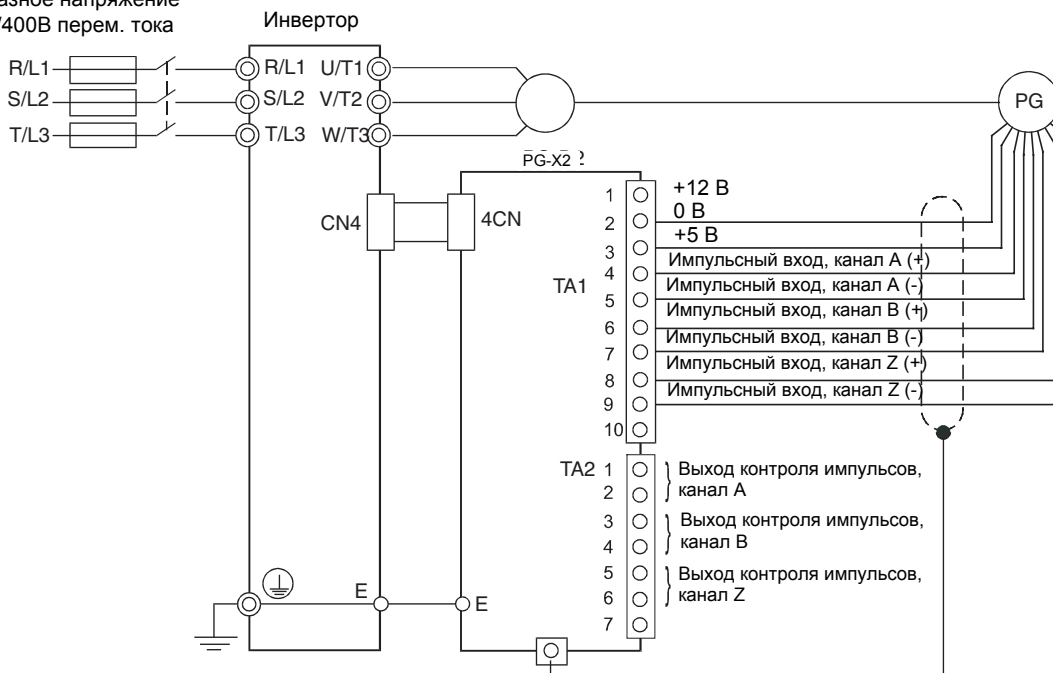 азное напряжение
/400В перем. тока
Инвертор
R/L1
R/L1 U/T1
S/L2
S/L2 V/T2
T/L3
T/L3 W/T3
PG
PG-X2
CN4
4CN
TA1
1
+12 В
2
0 В
3
+5 В
4
Импульсный вход, канал А (+)
5
Импульсный вход, канал А (-)
6
Импульсный вход, канал В (+)
7
Импульсный вход, канал В (-)
8
Импульсный вход, канал Z (+)
9
Импульсный вход, канал Z (-)
10
TA2
1
2
Выход контроля импульсов,
канал А
3
4
Выход контроля импульсов,
канал В
5
6
Выход контроля импульсов,
канал Z
7
E
E